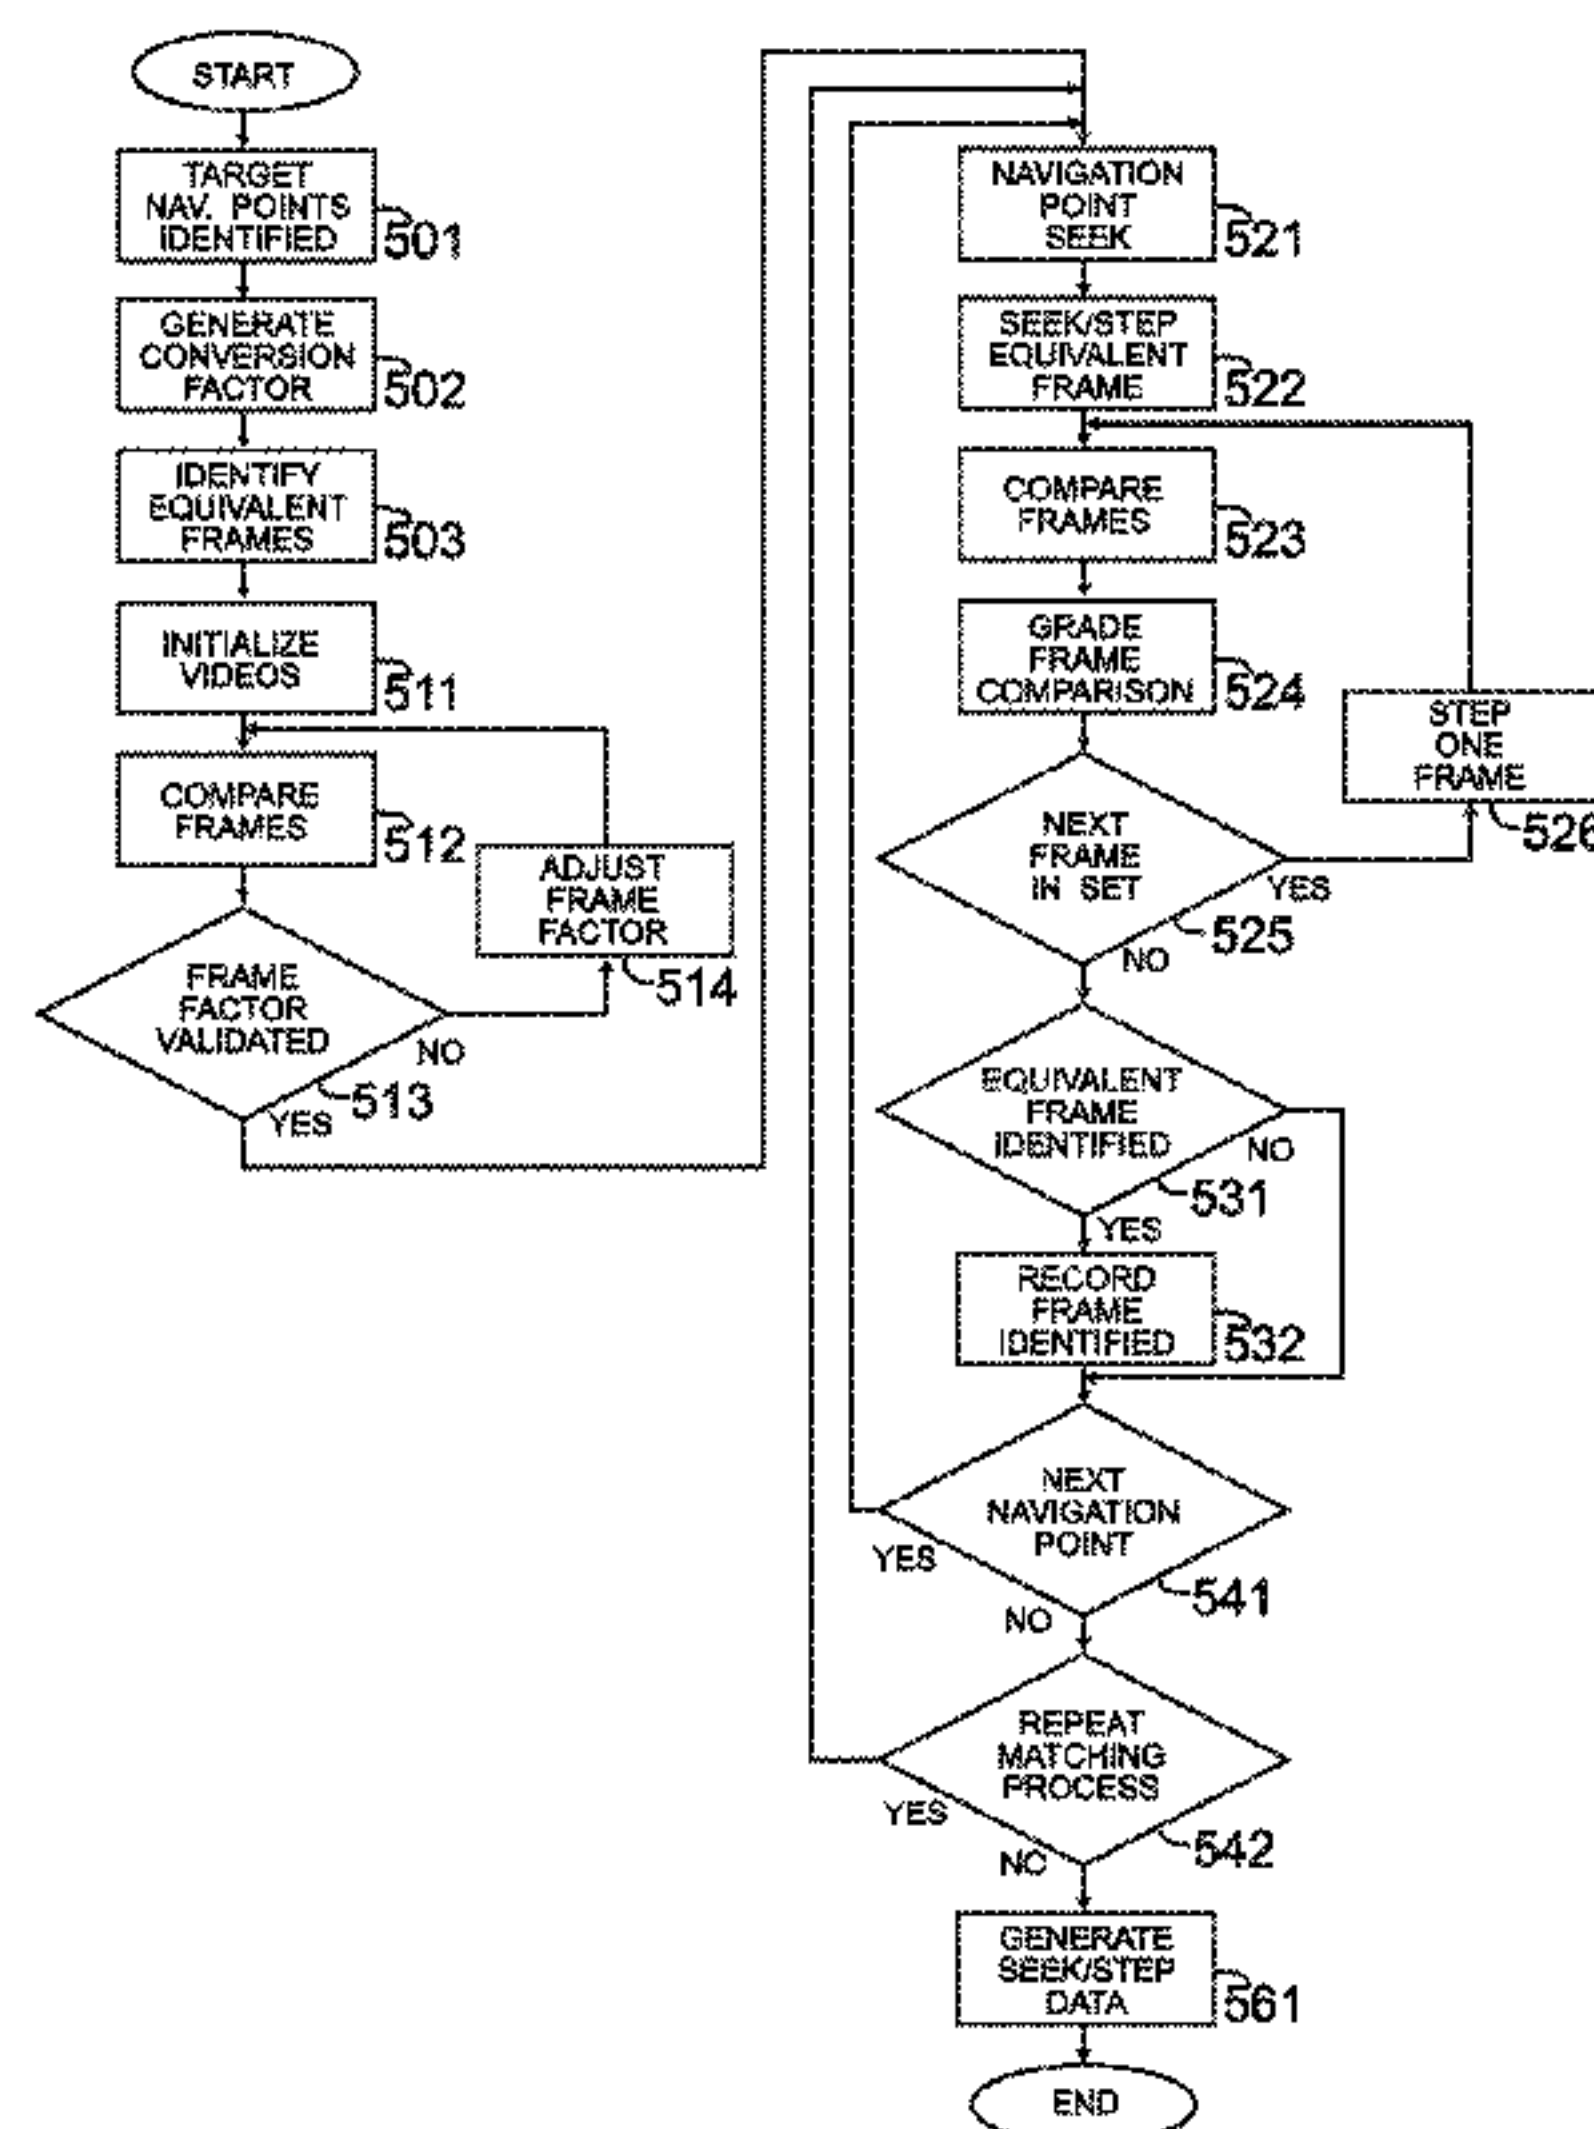 START
TARGET
NAV. POINTS
IDENTIFIED
501
GENERATE
CONVERSION
FACTOR
502
IDENTIFY
EQUIVALENT
FRAMES
503
INITIALIZE
VIDEOS
511
COMPARE
FRAMES
512
ADJUST
FRAME
FACTOR
514
FRAME
FACTOR
VALIDATED
NO
513
YES
NAVIGATION
POINT
SEEK
521
SEEK/STEP
EQUIVALENT
FRAME
522
COMPARE
FRAMES
523
GRADE
FRAME
COMPARISON
524
STEP
ONE
FRAME
526
NEXT
FRAME
IN SET
YES
525
NO
EQUIVALENT
FRAME
IDENTIFIED
NO
531
YES
RECORD
FRAME
IDENTIFIED
532
NEXT
NAVIGATION
POINT
YES
541
NO
REPEAT
MATCHING
PROCESS
YES
542
NO
GENERATE
SEEK/STEP
DATA
561
END